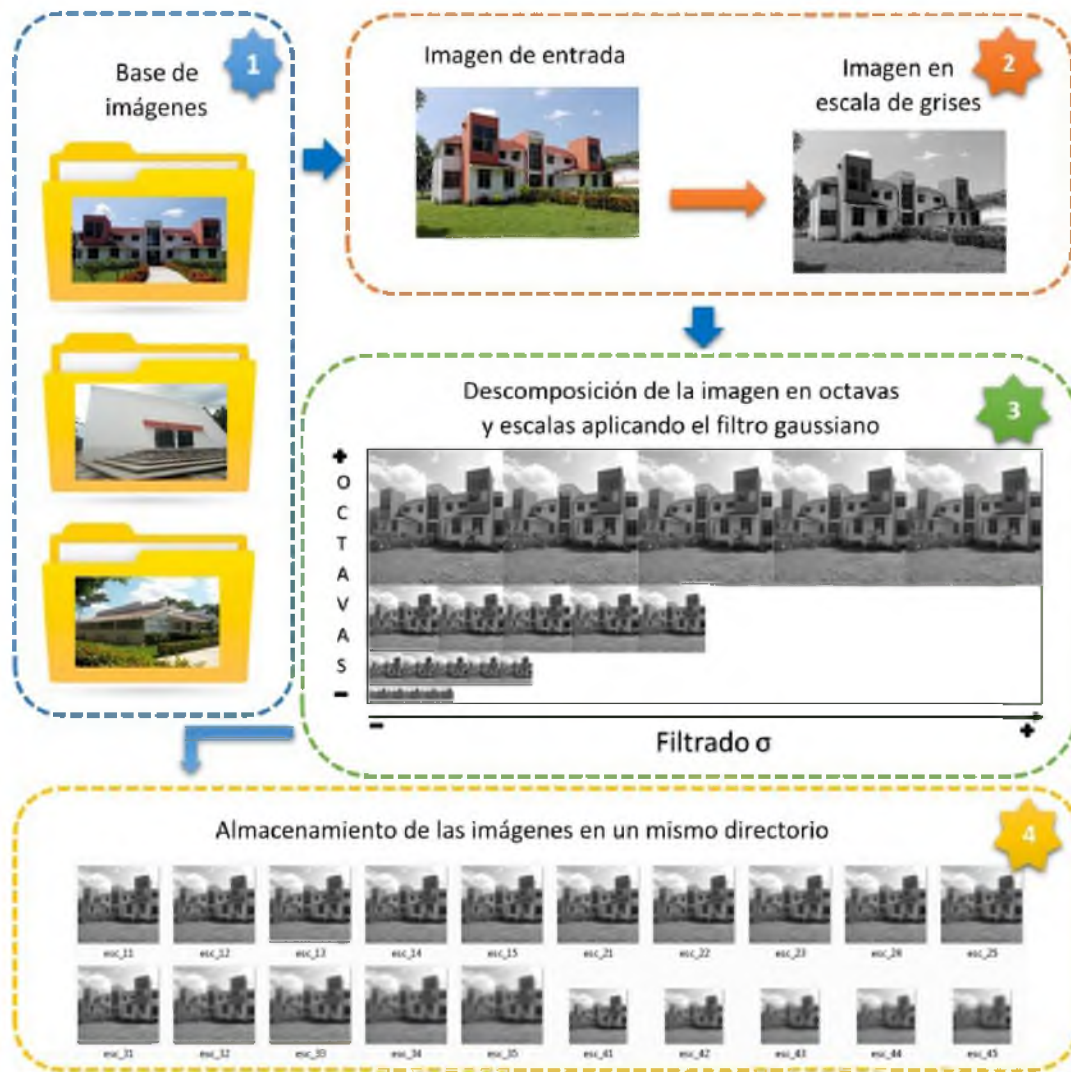 Base de
imágenes
1
Imagen de entrada
Imagen en
escala de grises
2
Descomposición de la imagen en octavas
y escalas aplicando el filtro gaussiano
3
+
O
C
T
A
V
A
S
-
- +
Filtrado σ
Almacenamiento de las imágenes en un mismo directorio
4
esc_11 esc_12 esc_13 esc_14 esc_15 esc_21 esc_22 esc_23 esc_24 esc_25
esc_31 esc_32 esc_33 esc_34 esc_35 esc_41 esc_42 esc_43 esc_44 esc_45